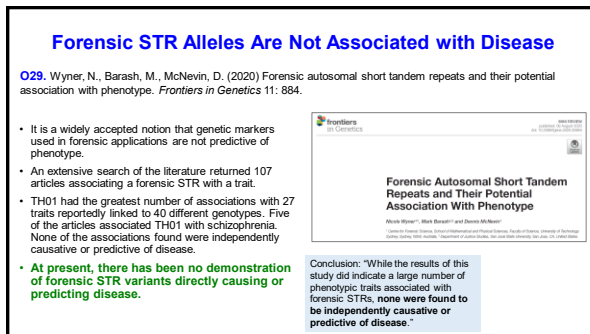 Forensic STR Alleles Are Not Associated with Disease
O29. Wyner, N., Barash, M., McNevin, D. (2020) Forensic autosomal short tandem repeats and their potential
association with phenotype. Frontiers in Genetics 11: 884.
• It is a widely accepted notion that genetic markers
used in forensic applications are not predictive of
phenotype.
• An extensive search of the literature returned 107
articles associating a forensic STR with a trait.
• TH01 had the greatest number of associations with 27
traits reportedly linked to 40 different genotypes. Five
of the articles associated TH01 with schizophrenia.
None of the associations found were independently
causative or predictive of disease.
• At present, there has been no demonstration
of forensic STR variants directly causing or
predicting disease.
frontiers
in Genetics
Forensic Autosomal Short Tandem
Repeats and Their Potential
Association With Phenotype
Nicole Wyner, Mark Barash and Dennis McNevin
Conclusion: "While the results of this
study did indicate a large number of
phenotypic traits associated with
forensic STRs, none were found to
be independently causative or
predictive of disease."